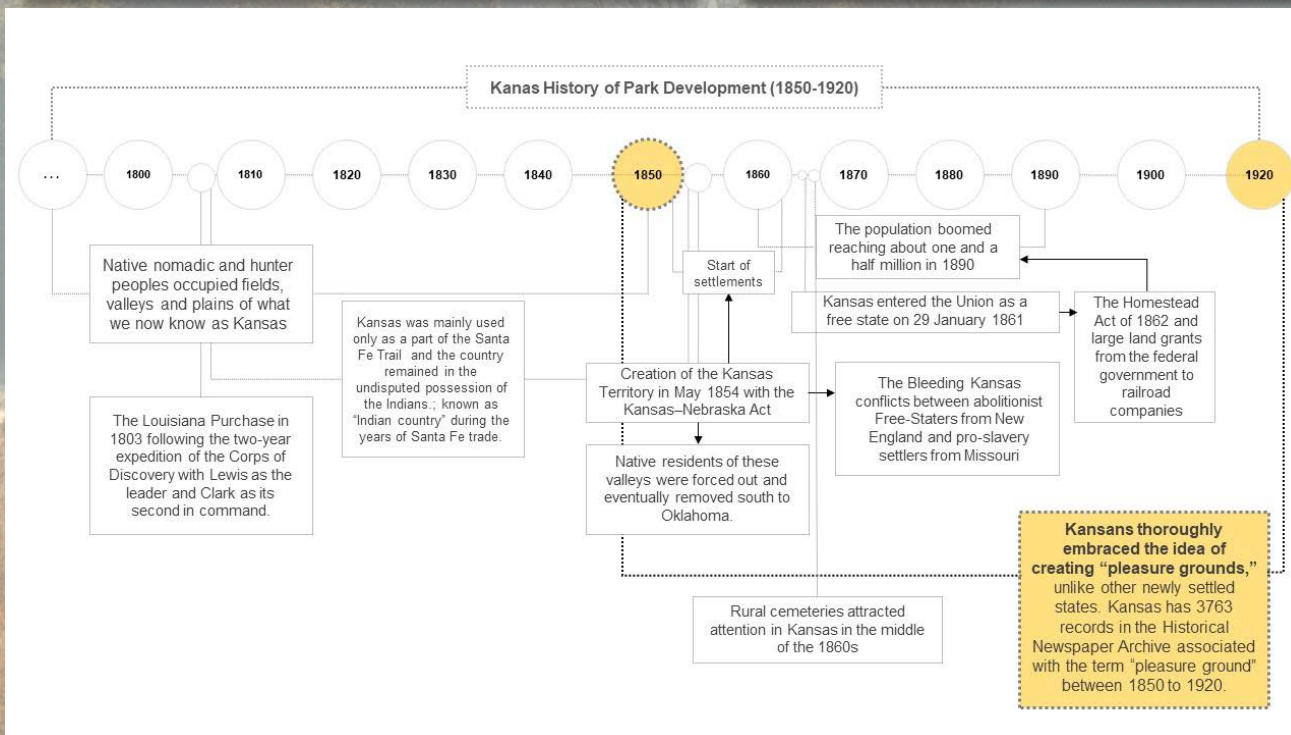 Kanas History of Park Development (1850-1920)
...
1800
1810
1820
1830
1840
1850
1860
1870
1880
1890
1900
1920
Native nomadic and hunter
peoples occupied fields,
valleys and plains of what
we now know as Kansas
The Louisiana Purchase in
1803 following the two-year
expedition of the Corps of
Discovery with Lewis as the
leader and Clark as its
second in command.
Kansas was mainly used
only as a part of the Santa
Fe Trail and the country
remained in the
undisputed possession of
the Indians.; known as
“Indian country” during the
years of Santa Fe trade.
Start of
settlements
Creation of the Kansas
Territory in May 1854 with the
Kansas–Nebraska Act
Native residents of these
valleys were forced out and
eventually removed south to
Oklahoma.
The population boomed
reaching about one and a
half million in 1890
Kansas entered the Union as a
free state on 29 January 1861
The Homestead
Act of 1862 and
large land grants
from the federal
government to
railroad
companies
The Bleeding Kansas
conflicts between abolitionist
Free-Staters from New
England and pro-slavery
settlers from Missouri
Rural cemeteries attracted
attention in Kansas in the middle
of the 1860s
Kansans thoroughly
embraced the idea of
creating “pleasure grounds,”
unlike other newly settled
states. Kansas has 3763
records in the Historical
Newspaper Archive associated
with the term “pleasure ground”
between 1850 to 1920.